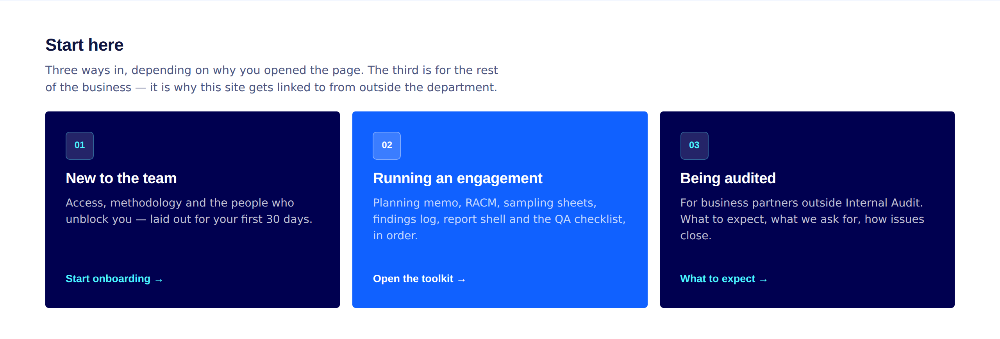 Start here
Three ways in, depending on why you opened the page. The third is for the rest
of the business — it is why this site gets linked to from outside the department.
01
New to the team
Access, methodology and the people who
unblock you — laid out for your first 30 days.
Start onboarding →
02
Running an engagement
Planning memo, RACM, sampling sheets,
findings log, report shell and the QA checklist,
in order.
Open the toolkit →
03
Being audited
For business partners outside Internal Audit.
What to expect, what we ask for, how issues
close.
What to expect →